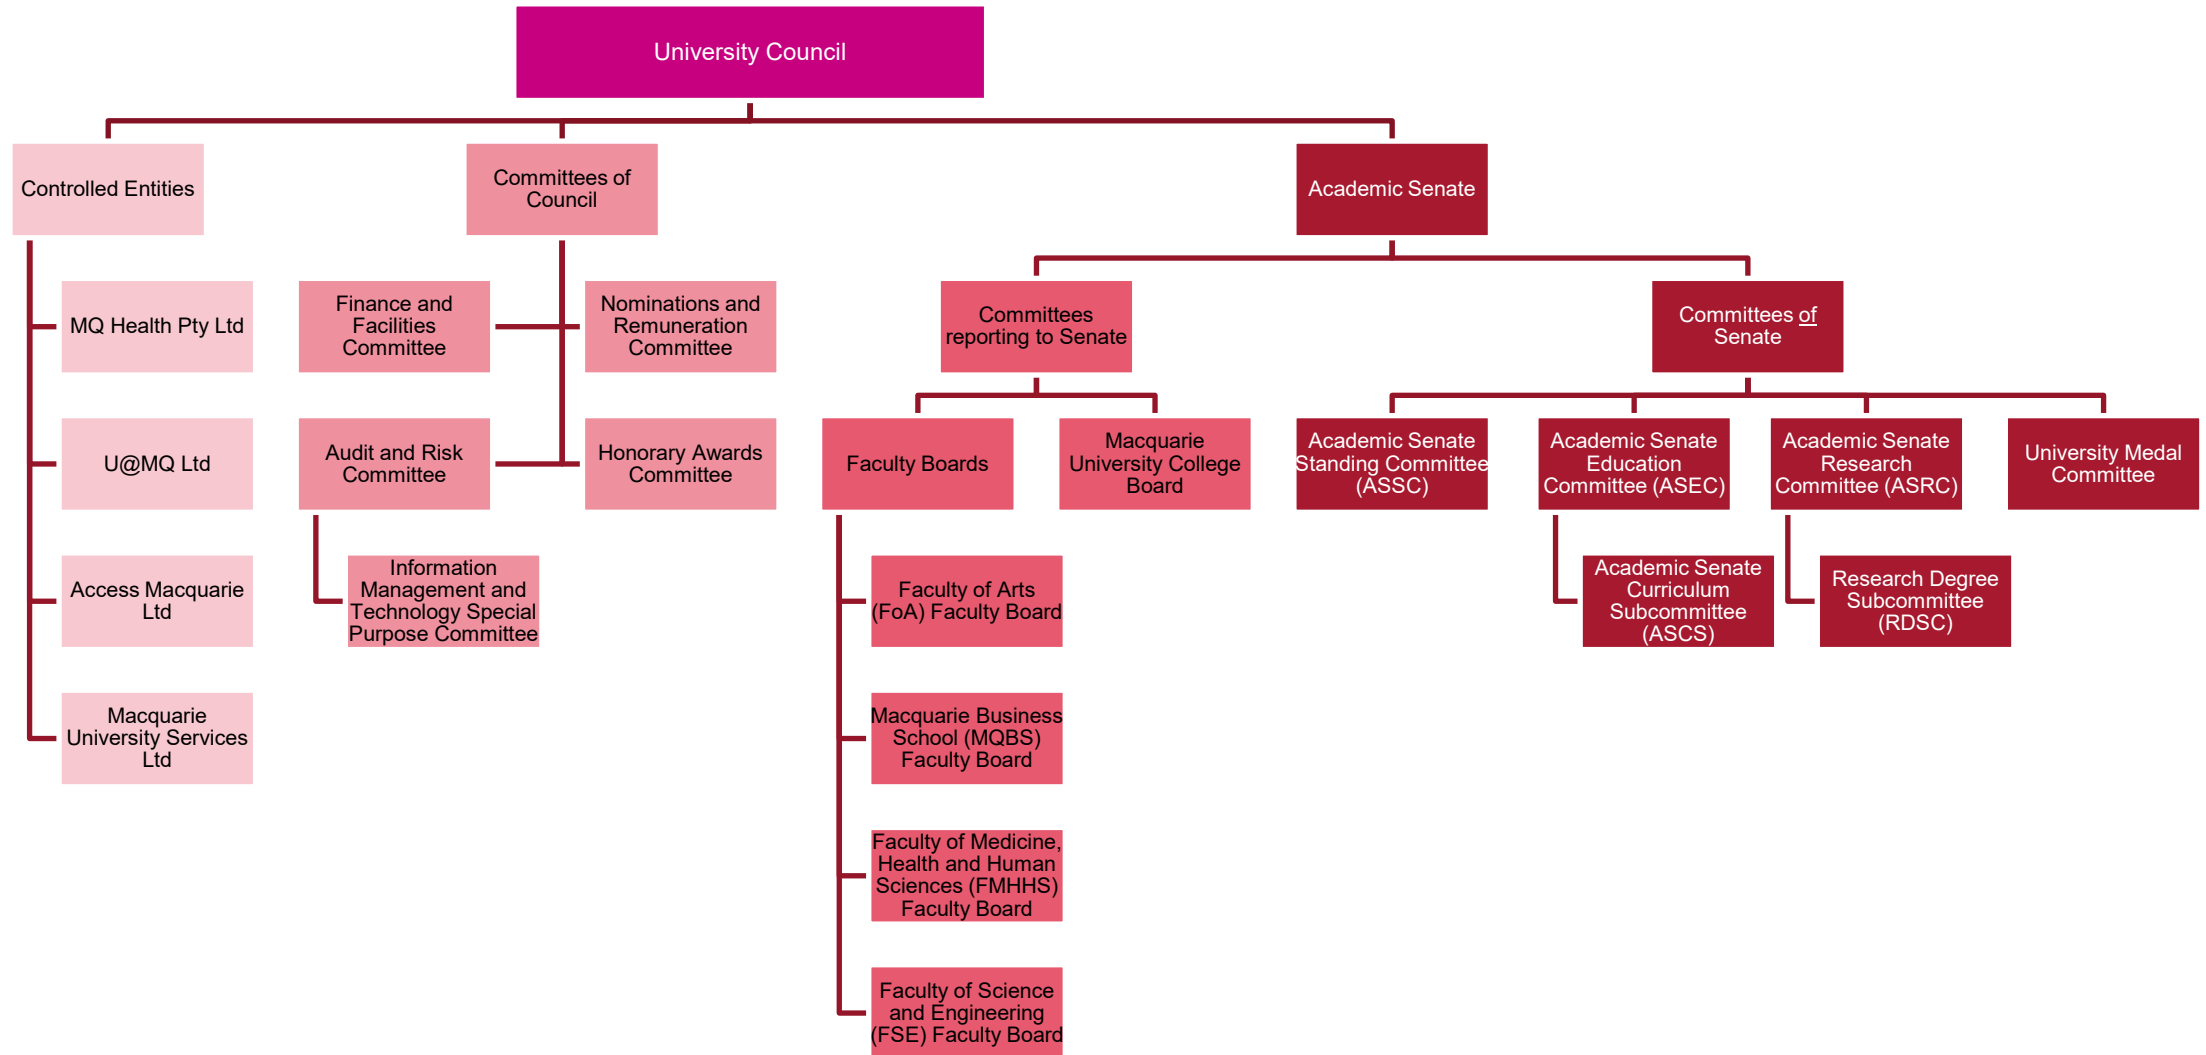 University Council
Controlled Entities
Committees of
Council
Academic Senate
MQ Health Pty Ltd
U@MQ Ltd
Access Macquarie
Ltd
Macquarie
University Services
Ltd
Finance and
Facilities
Committee
Nominations and
Remuneration
Committee
Audit and Risk
Committee
Honorary Awards
Committee
Information
Management and
Technology Special
Purpose Committee
Committees
reporting to Senate
Faculty Boards
Macquarie
University College
Board
Faculty of Arts
(FoA) Faculty Board
Macquarie Business
School (MQBS)
Faculty Board
Faculty of Medicine,
Health and Human
Sciences (FMHHS)
Faculty Board
Faculty of Science
and Engineering
(FSE) Faculty Board
Committees of
Senate
Academic Senate
Standing Committee
(ASSC)
Academic Senate
Education
Committee (ASEC)
Academic Senate
Research
Committee (ASRC)
University Medal
Committee
Academic Senate
Curriculum
Subcommittee
(ASCS)
Research Degree
Subcommittee
(RDSC)